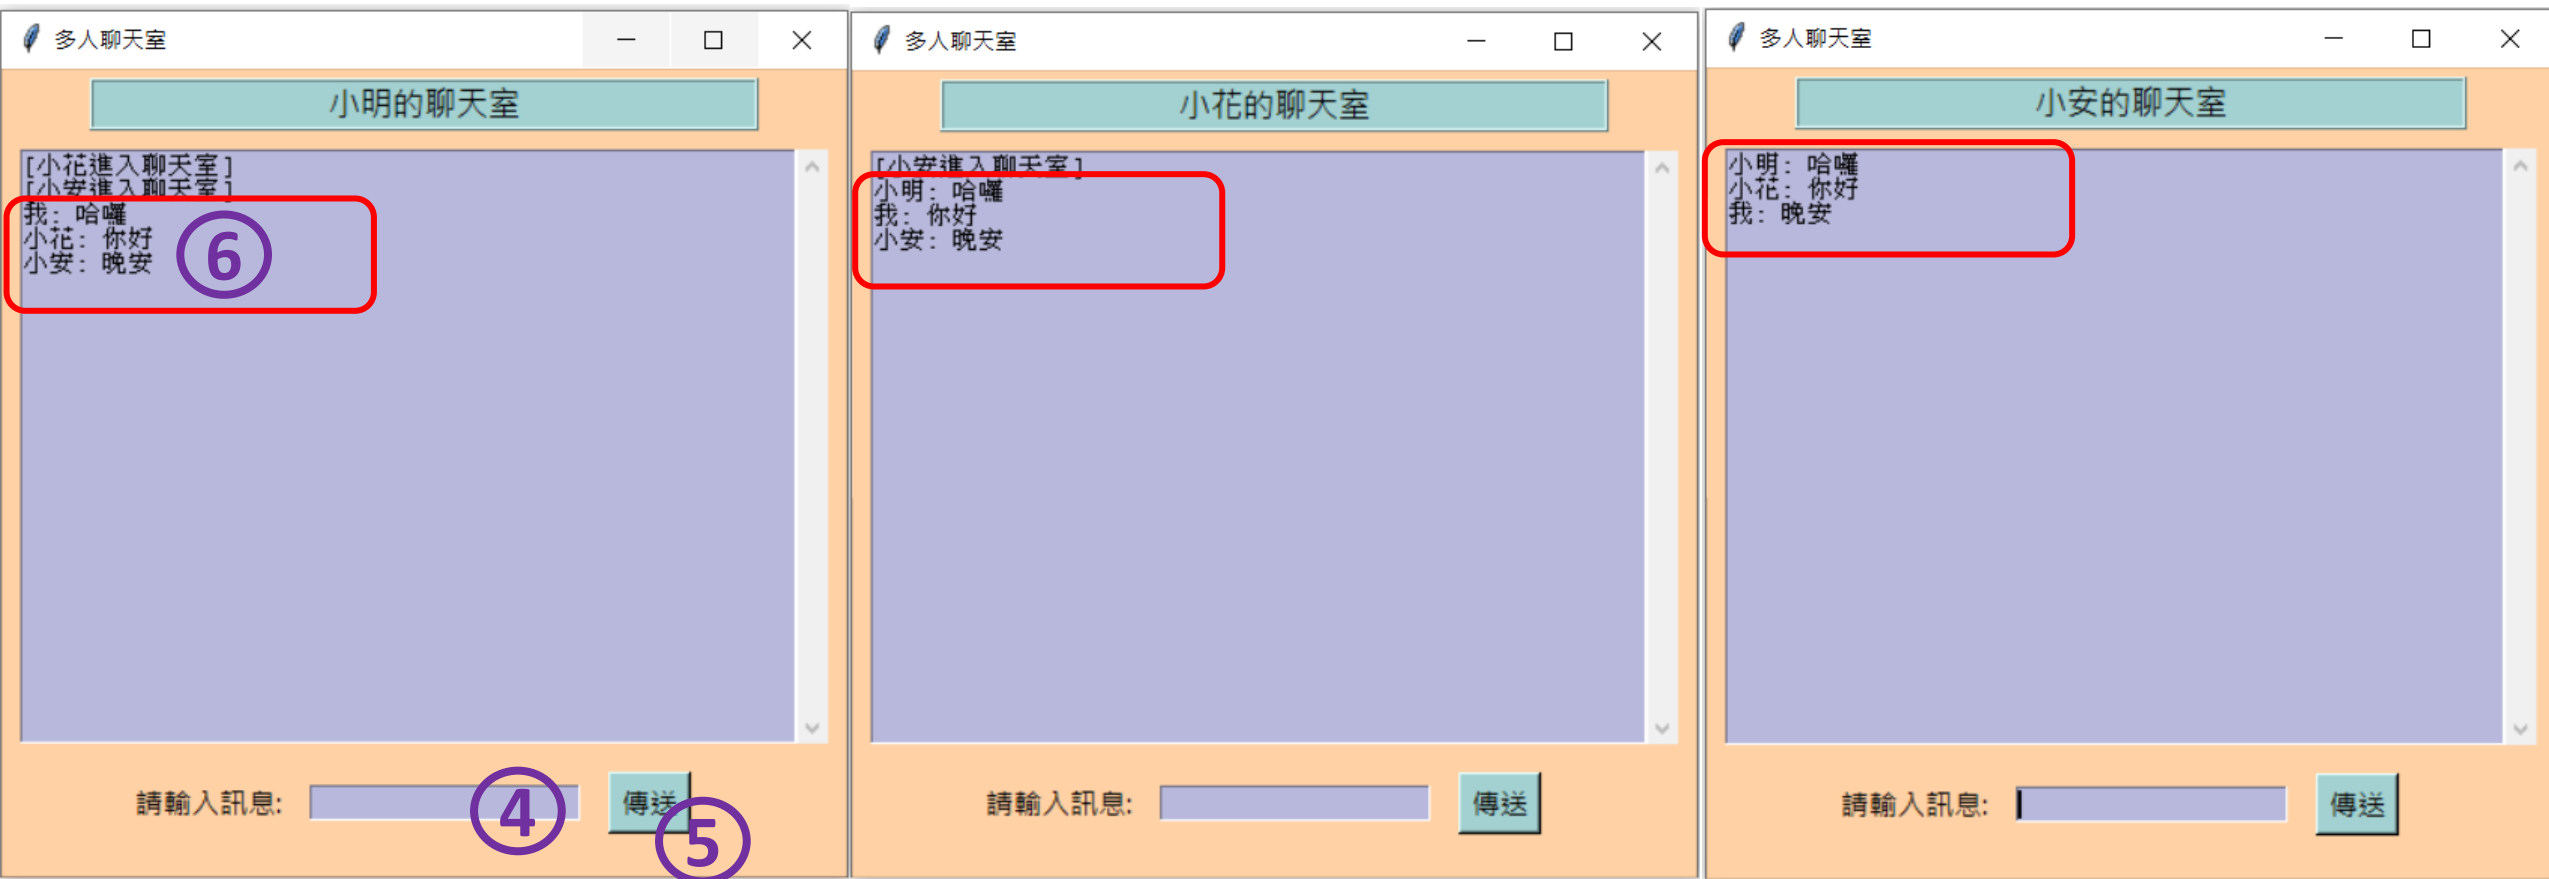 多人聊天室
小明的聊天室
[小花進入聊天室]
[小安進入聊天室]
我: 哈囉
小花: 你好
小安: 晚安
⑥
請輸入訊息:
④
傳送
⑤
多人聊天室
小花的聊天室
[小安進入聊天室]
小明: 哈囉
我: 你好
小安: 晚安
請輸入訊息:
傳送
多人聊天室
小安的聊天室
小明: 哈囉
小花: 你好
我: 晚安
請輸入訊息:
傳送